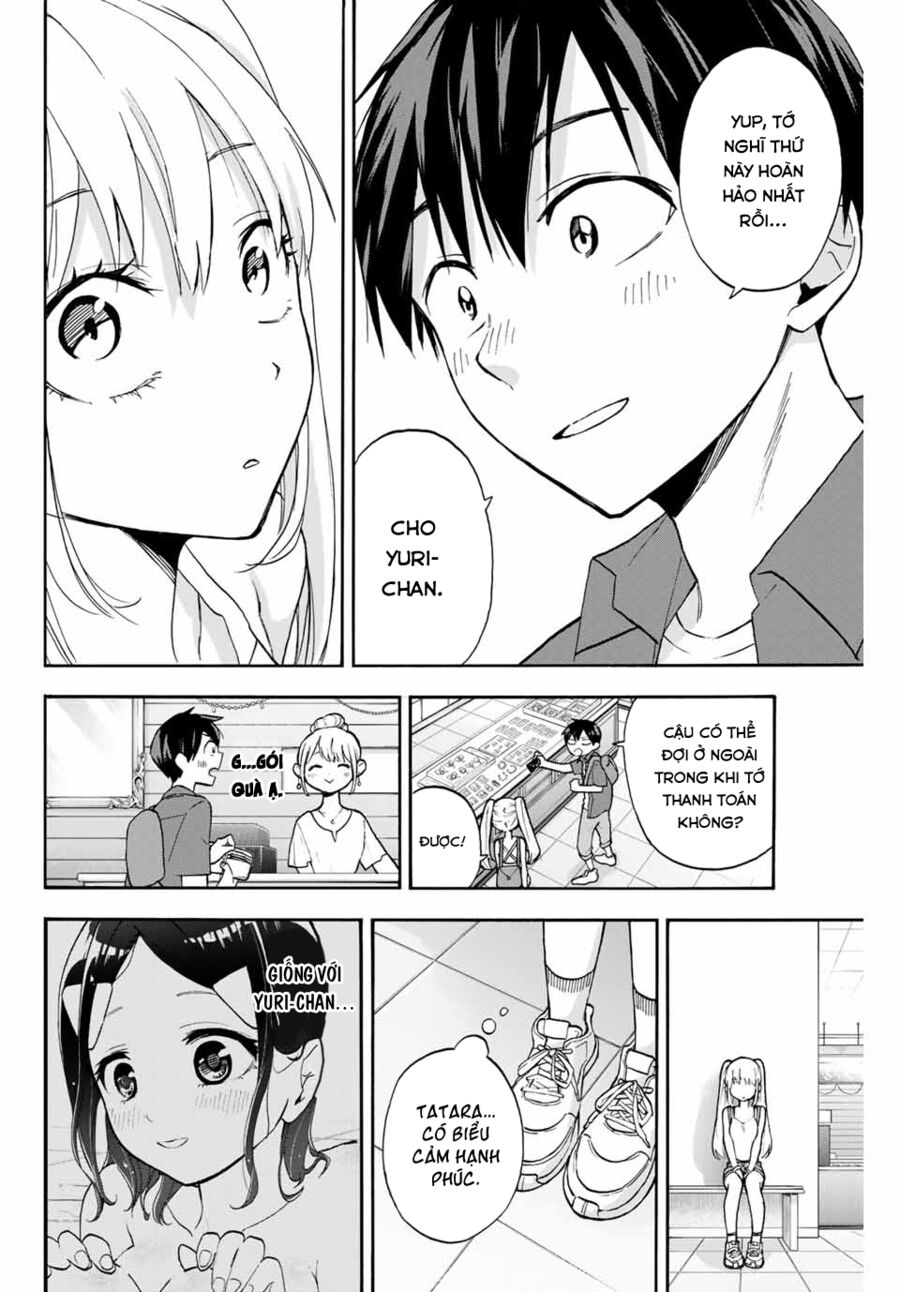 YUP, TỚ
NGHĨ THỨ
NÀY HOÀN
HẢO NHẤT
RỒI...
CHO
YURI-
CHAN.
CẬU CÓ THỂ
ĐỢI Ở NGOÀI
TRONG KHI TỚ
THANH TOÁN
KHÔNG?
ĐƯỢC!
G...GÓI
QUÀ Ạ.
TATARA...
CÓ BIỂU
CẢM HẠNH
PHÚC.
GIỐNG VỚI
YURI-CHAN...